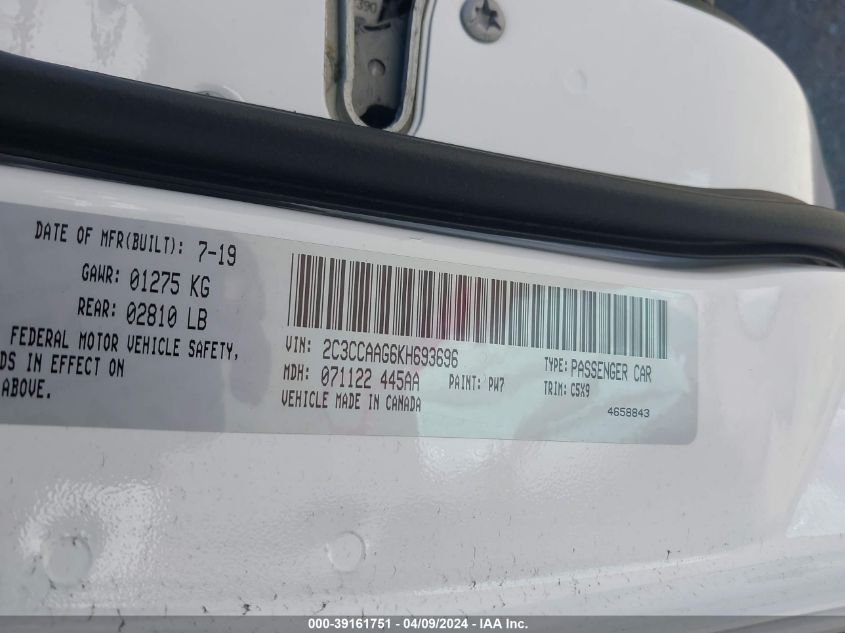 390
DATE OF MFR(BUILT): 7-19
GAWR: 01275 KG
REAR: 02810 LB
FEDERAL MOTOR VEHICLE SAFETY,
DS IN EFFECT ON
ABOVE.
VIN: 2C3CCAAG6KH693696
TYPE: PASSENGER CAR
MDH: 071122 445AA
PAINT: PW7
TRIM: C5X9
VEHICLE MADE IN CANADA
4658843
000-39161751 - 04/09/2024 - IAA Inc.